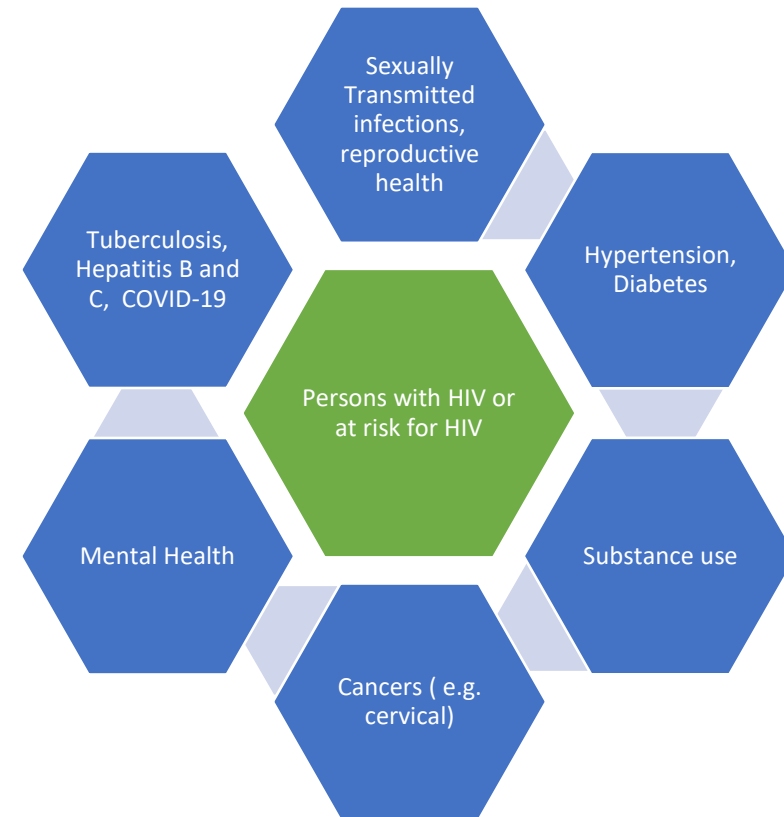 Sexually
Transmitted
infections,
reproductive
health
Hypertension,
Diabetes
Substance use
Cancers ( e.g.
cervical)
Mental Health
Tuberculosis,
Hepatitis B and
C,  COVID-19
Persons with HIV or
at risk for HIV